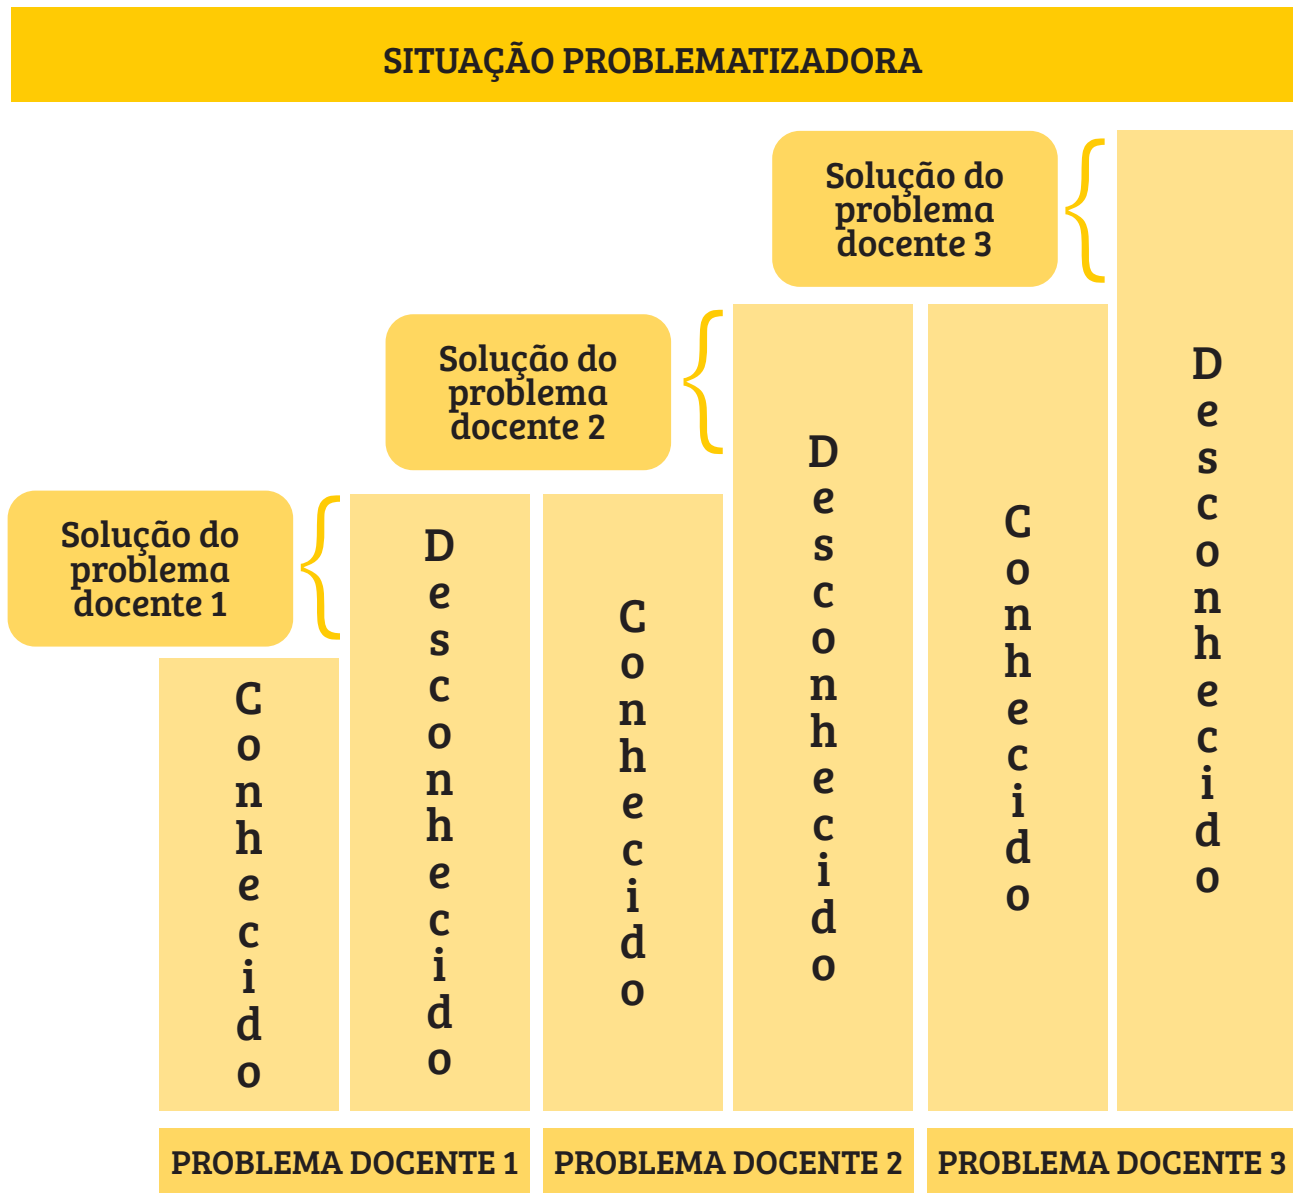 SITUAÇÃO PROBLEMATIZADORA
Solução do
problema
docente 3
Solução do
problema
docente 2
Solução do
problema
docente 1
Conhecido
Desconhecido
Conhecido
Desconhecido
Conhecido
Desconhecido
PROBLEMA DOCENTE 1
PROBLEMA DOCENTE 2
PROBLEMA DOCENTE 3